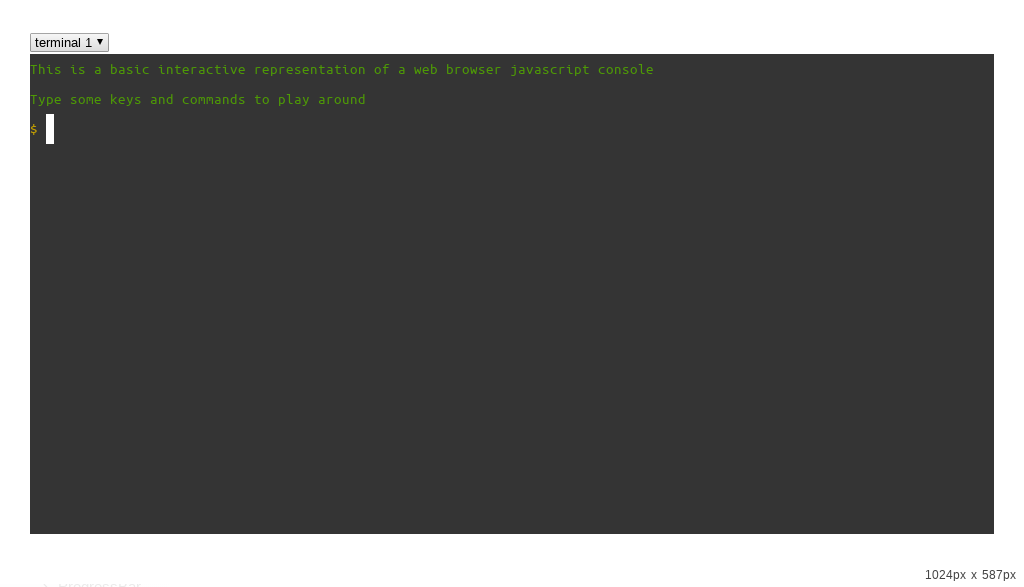 terminal 1
This is a basic interactive representation of a web browser javascript console
Type some keys and commands to play around
$
1024px x 587px